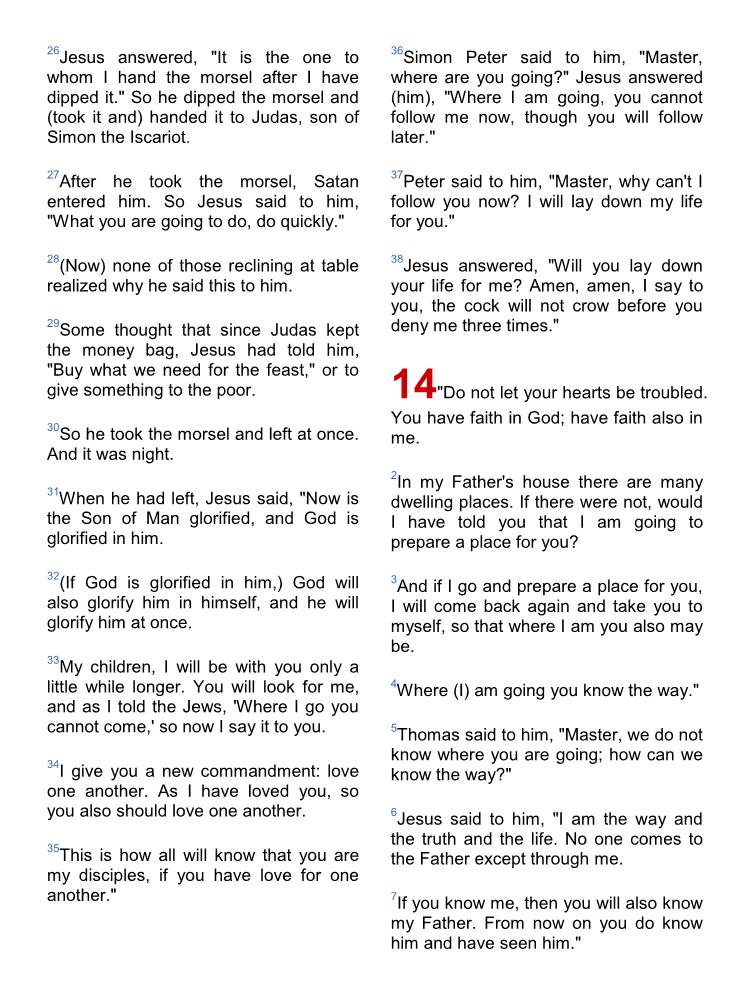 26Jesus answered, "It is the one to
whom I hand the morsel after I have
dipped it." So he dipped the morsel and
(took it and) handed it to Judas, son of
Simon the Iscariot.
27After he took the morsel, Satan
entered him. So Jesus said to him,
"What you are going to do, do quickly."
28(Now) none of those reclining at table
realized why he said this to him.
29Some thought that since Judas kept
the money bag, Jesus had told him,
"Buy what we need for the feast," or to
give something to the poor.
30So he took the morsel and left at once.
And it was night.
31When he had left, Jesus said, "Now is
the Son of Man glorified, and God is
glorified in him.
32(If God is glorified in him,) God will
also glorify him in himself, and he will
glorify him at once.
33My children, I will be with you only a
little while longer. You will look for me,
and as I told the Jews, 'Where I go you
cannot come,' so now I say it to you.
34I give you a new commandment: love
one another. As I have loved you, so
you also should love one another.
35This is how all will know that you are
my disciples, if you have love for one
another."
36Simon Peter said to him, "Master,
where are you going?" Jesus answered
(him), "Where I am going, you cannot
follow me now, though you will follow
later."
37Peter said to him, "Master, why can't I
follow you now? I will lay down my life
for you."
38Jesus answered, "Will you lay down
your life for me? Amen, amen, I say to
you, the cock will not crow before you
deny me three times."
14"Do not let your hearts be troubled.
You have faith in God; have faith also in
me.
2In my Father's house there are many
dwelling places. If there were not, would
I have told you that I am going to
prepare a place for you?
3And if I go and prepare a place for you,
I will come back again and take you to
myself, so that where I am you also may
be.
4Where (I) am going you know the way."
5Thomas said to him, "Master, we do not
know where you are going; how can we
know the way?"
6Jesus said to him, "I am the way and
the truth and the life. No one comes to
the Father except through me.
7If you know me, then you will also know
my Father. From now on you do know
him and have seen him."